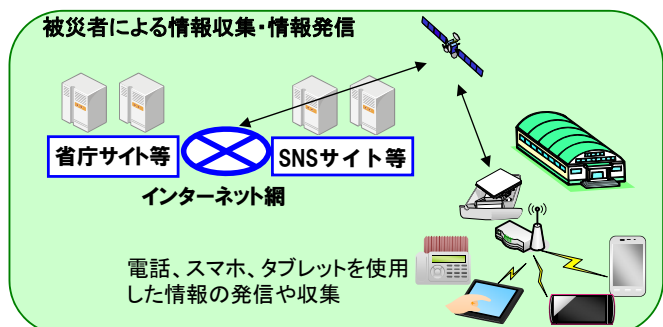 被災者による情報収集・情報発信
省庁サイト等
SNSサイト等
インターネット網
電話、スマホ、タブレットを使用
した情報の発信や収集